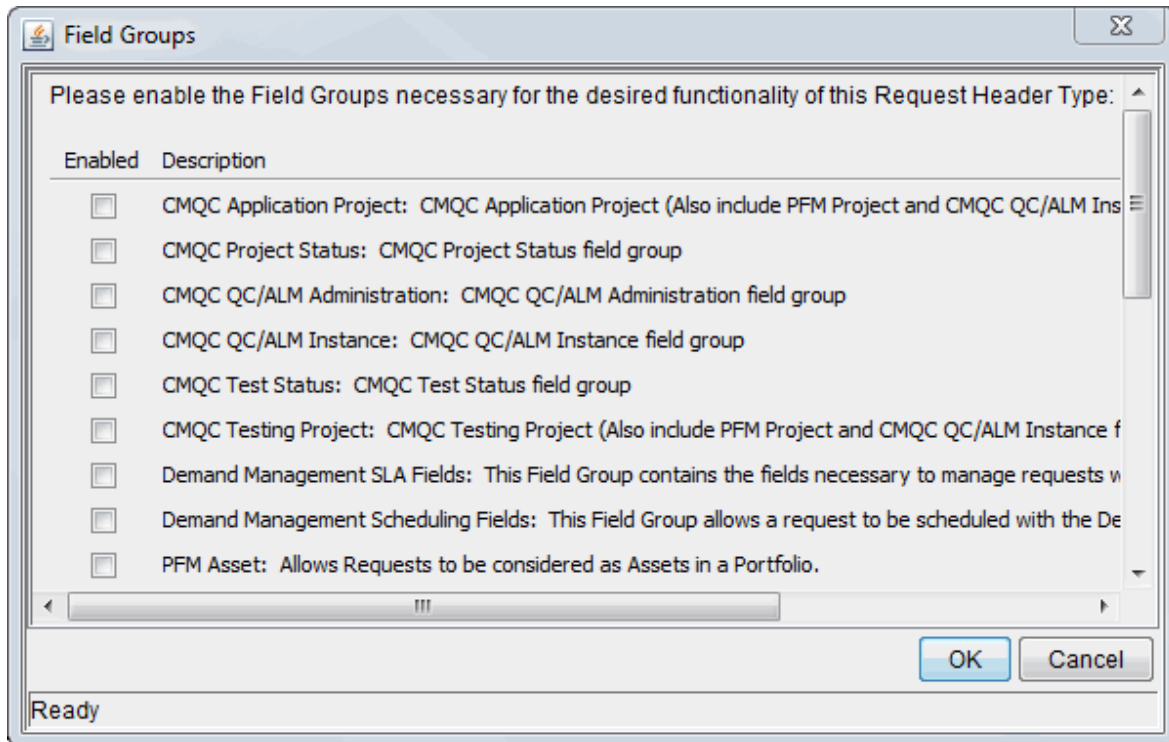 Field Groups
Please enable the Field Groups necessary for the desired functionality of this Request Header Type:
Enabled Description
CMQC Application Project: CMQC Application Project (Also include PFM Project and CMQC QC/ALM Ins
CMQC Project Status: CMQC Project Status field group
CMQC QC/ALM Administration: CMQC QC/ALM Administration field group
CMQC QC/ALM Instance: CMQC QC/ALM Instance field group
CMQC Test Status: CMQC Test Status field group
CMQC Testing Project: CMQC Testing Project (Also include PFM Project and CMQC QC/ALM Instance f
Demand Management SLA Fields: This Field Group contains the fields necessary to manage requests w
Demand Management Scheduling Fields: This Field Group allows a request to be scheduled with the De
PFM Asset: Allows Requests to be considered as Assets in a Portfolio.
OK Cancel
Ready